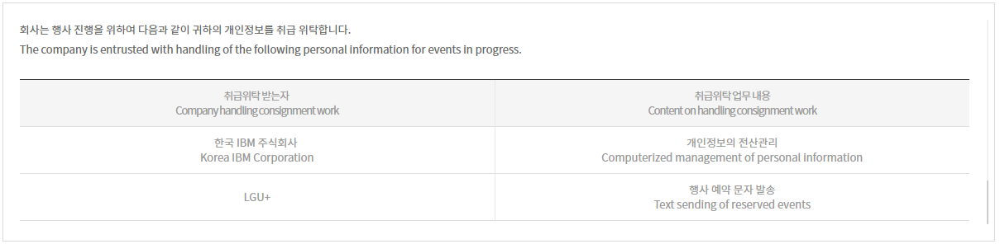 회사는 행사 진행을 위하여 다음과 같이 귀하의 개인정보를 취급 위탁합니다.
The company is entrusted with handling of the following personal information for events in progress.
취급위탁 받는자
Company handling consignment work
취급위탁 업무 내용
Content on handling consignment work
한국 IBM 주식회사
Korea IBM Corporation
개인정보의 전산관리
Computerized management of personal information
LGU+
행사 예약 문자 발송
Text sending of reserved events